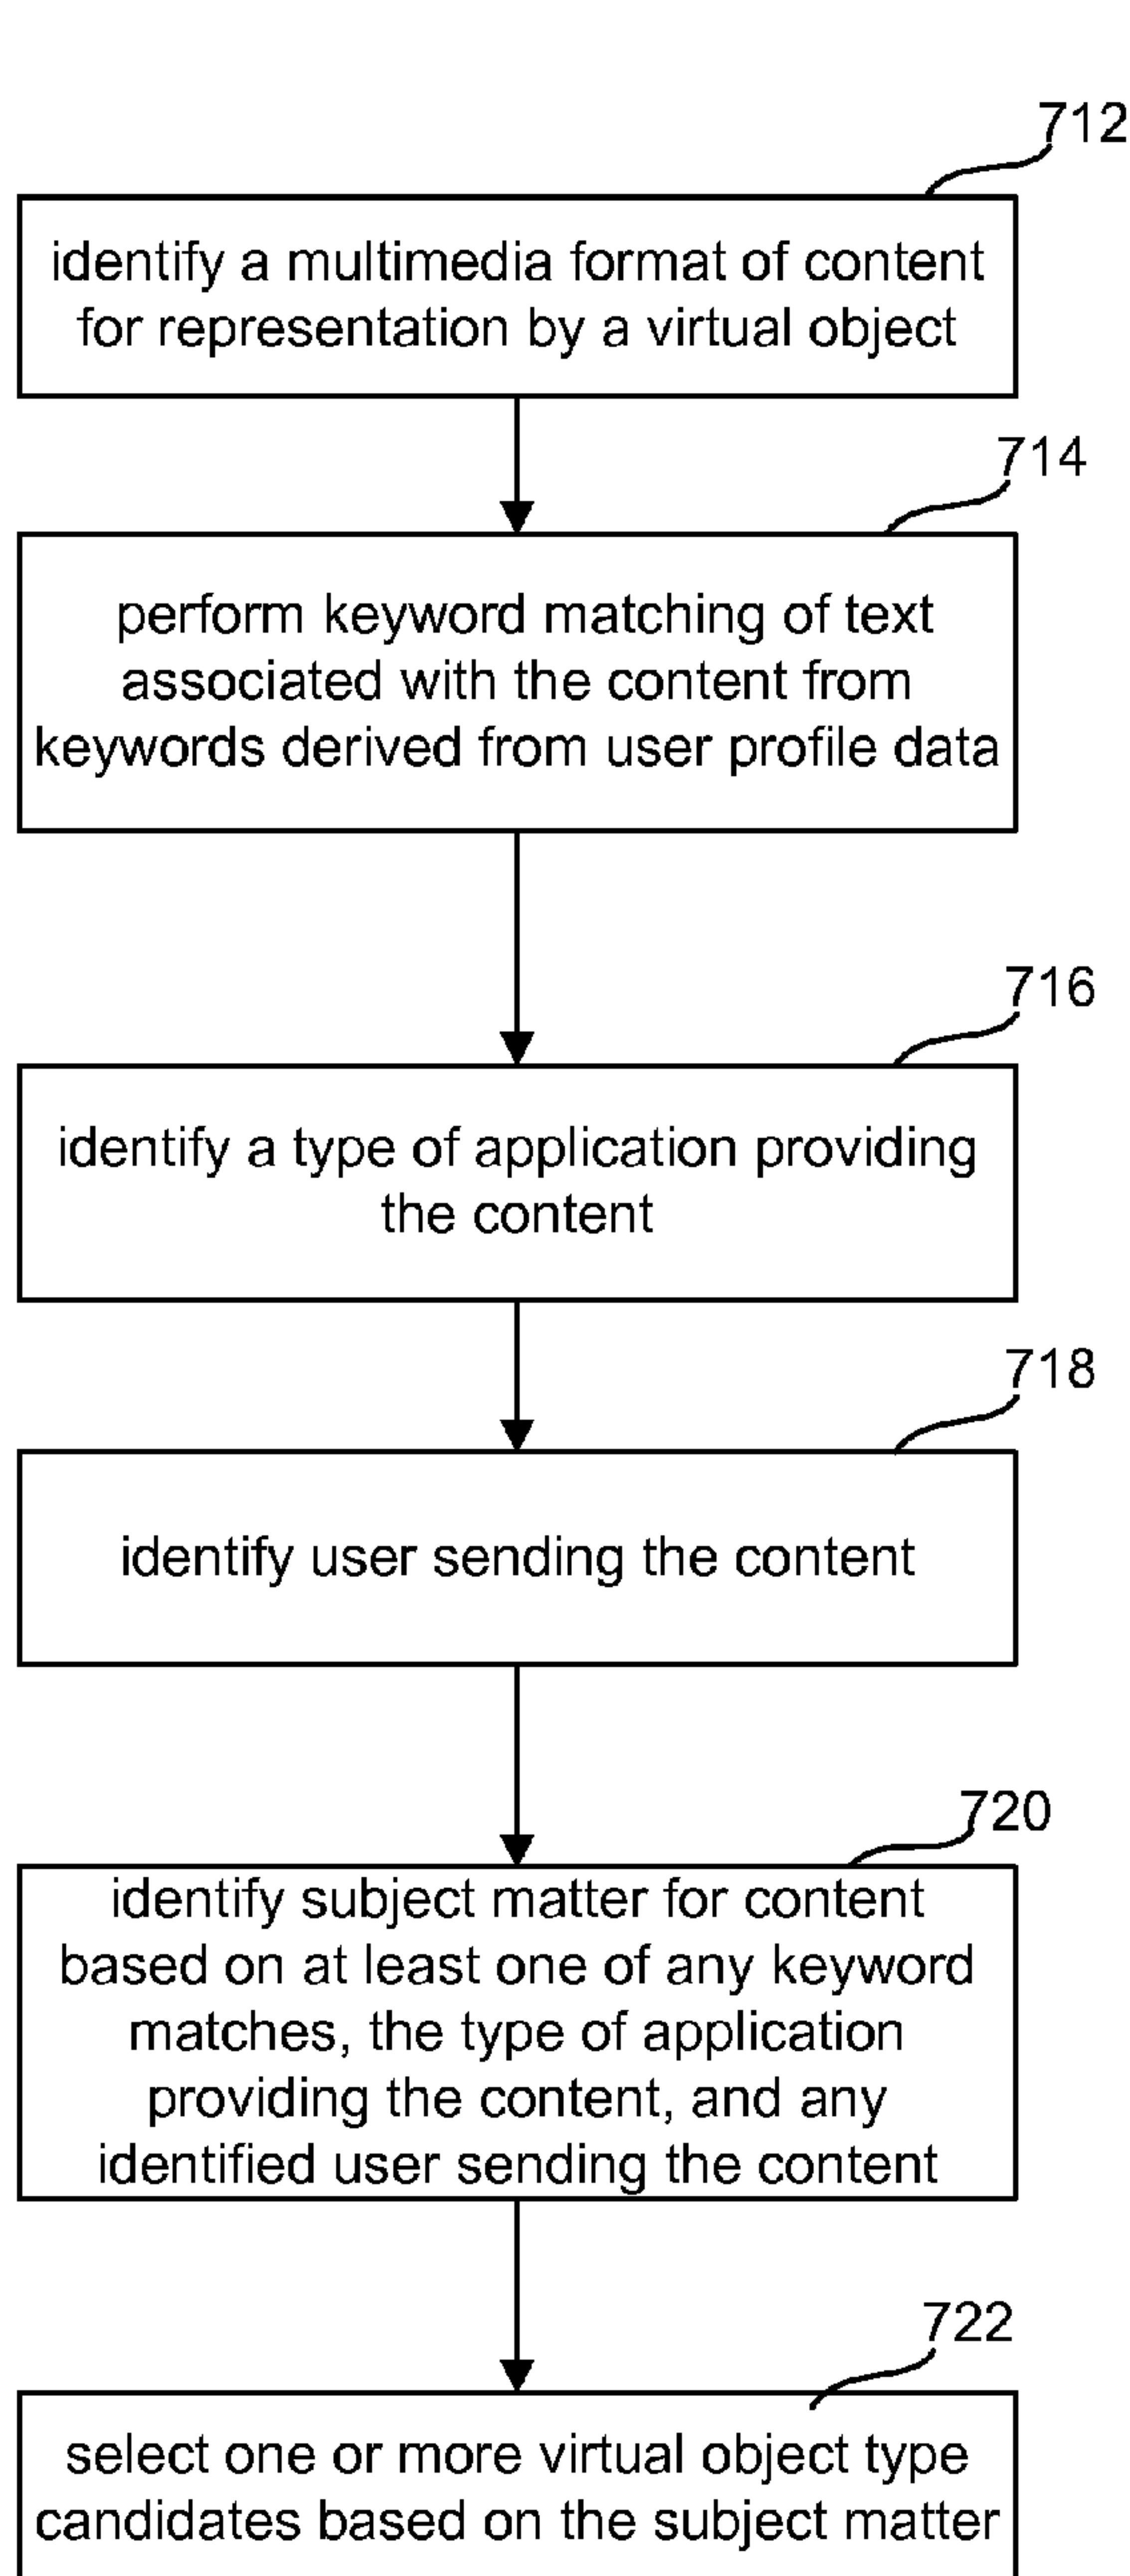 712
identify a multimedia format of content
for representation by a virtual object
714
perform keyword matching of text
associated with the content from
keywords derived from user profile data
716
identify a type of application providing
the content
718
identify user sending the content
720
identify subject matter for content
based on at least one of any keyword
matches, the type of application
providing the content, and any
identified user sending the content
722
select one or more virtual object type
candidates based on the subject matter